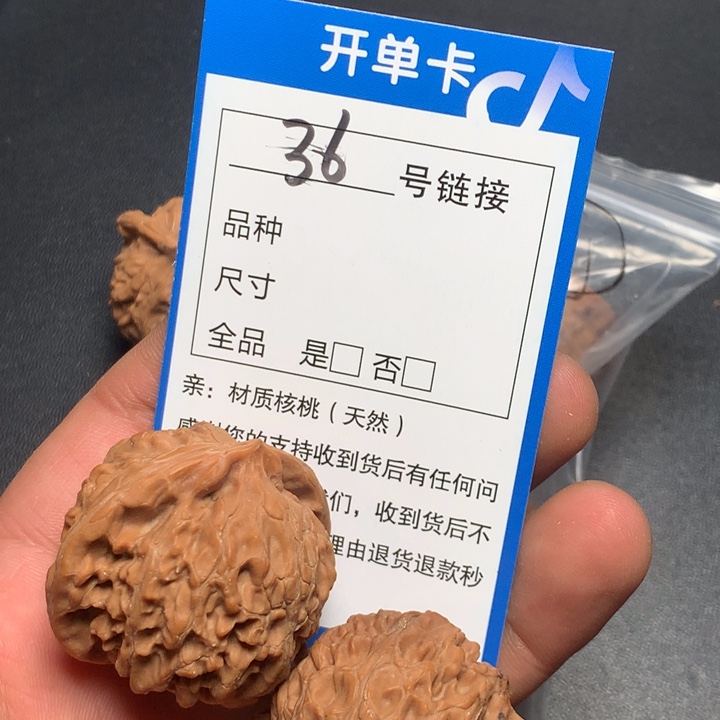 开单卡
36 号链接
品种
尺寸
全品 是□ 否□
亲：材质核桃（天然）
感谢您的支持收到货后有任何问
们，收到货后不
理由退货退款秒